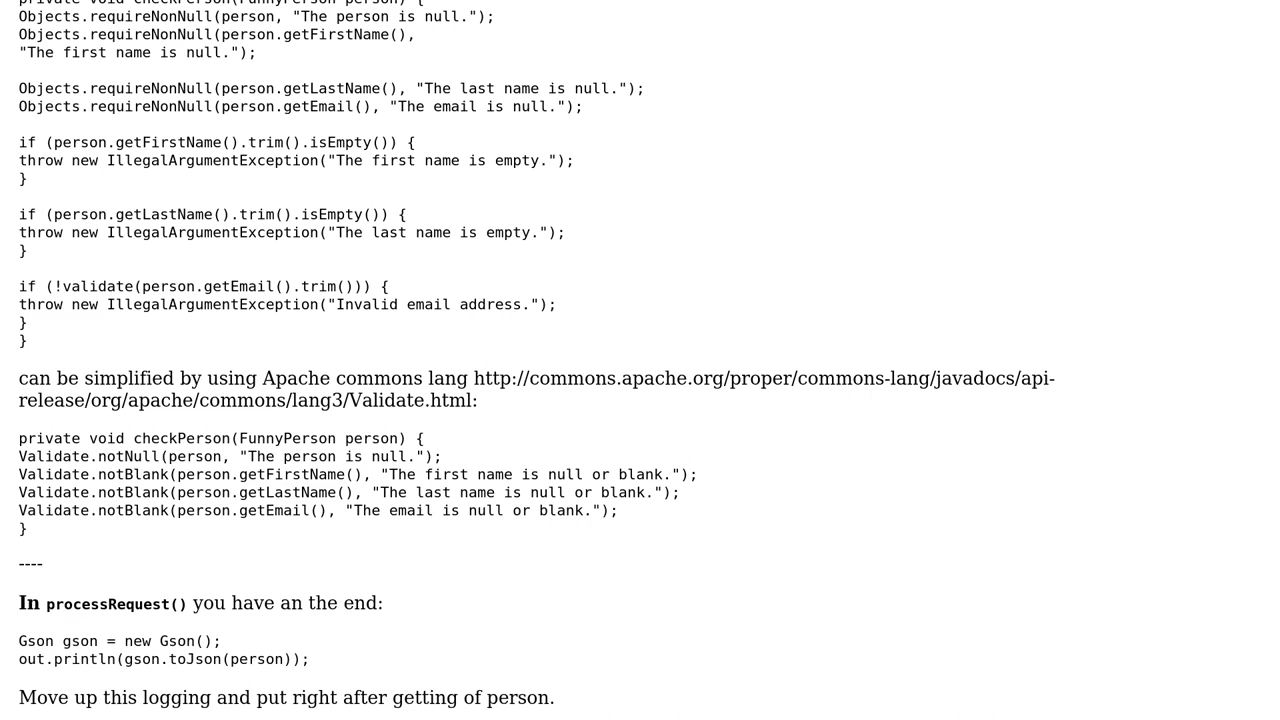 private void checkPerson(FunnyPerson person) {
Objects.requireNonNull(person, "The person is null.");
Objects.requireNonNull(person.getFirstName(),
"The first name is null.");
Objects.requireNonNull(person.getLastName(), "The last name is null.");
Objects.requireNonNull(person.getEmail(), "The email is null.");
if (person.getFirstName().trim().isEmpty()) {
throw new IllegalArgumentException("The first name is empty.");
}
if (person.getLastName().trim().isEmpty()) {
throw new IllegalArgumentException("The last name is empty.");
}
if (!validate(person.getEmail().trim())) {
throw new IllegalArgumentException("Invalid email address.");
}
}
can be simplified by using Apache commons lang http://commons.apache.org/proper/commons-lang/javadocs/api-
release/org/apache/commons/lang3/Validate.html:
private void checkPerson(FunnyPerson person) {
Validate.notNull(person, "The person is null.");
Validate.notBlank(person.getFirstName(), "The first name is null or blank.");
Validate.notBlank(person.getLastName(), "The last name is null or blank.");
Validate.notBlank(person.getEmail(), "The email is null or blank.");
}
----
In processRequest() you have an the end:
Gson gson = new Gson();
out.println(gson.toJson(person));
Move up this logging and put right after getting of person.